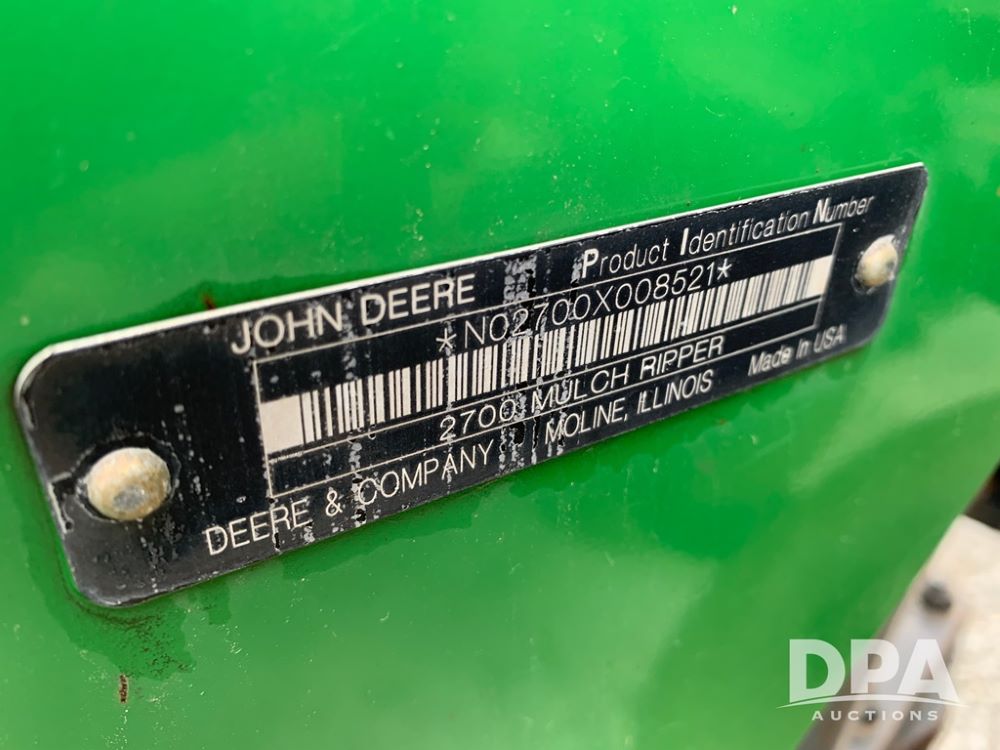 JOHN DEERE
Product Identification Number
*N02700X008521*
2700 MULCH RIPPER
DEERE & COMPANY MOLINE, ILLINOIS Made In USA
DPA
AUCTIONS